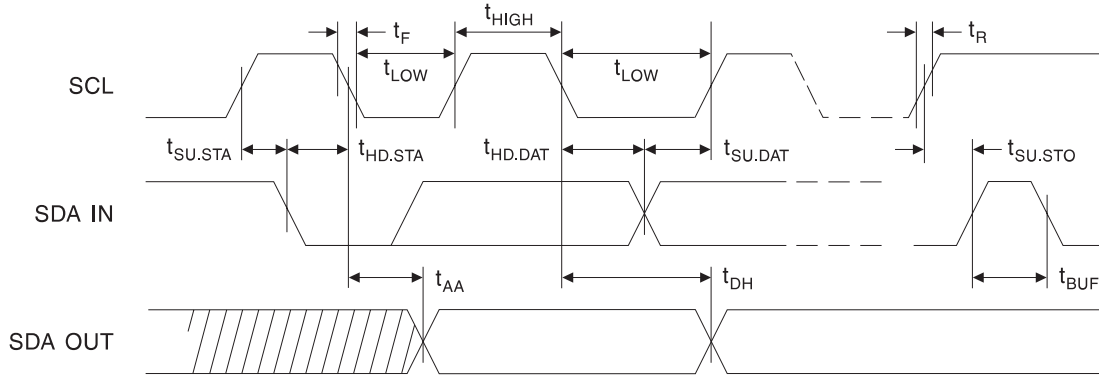 tHIGH
tF
tR
tLOW
tLOW
SCL
tSU.STA
tHD.STA
tHD.DAT
tSU.DAT
tSU.STO
SDA IN
tAA
tDH
tBUF
SDA OUT